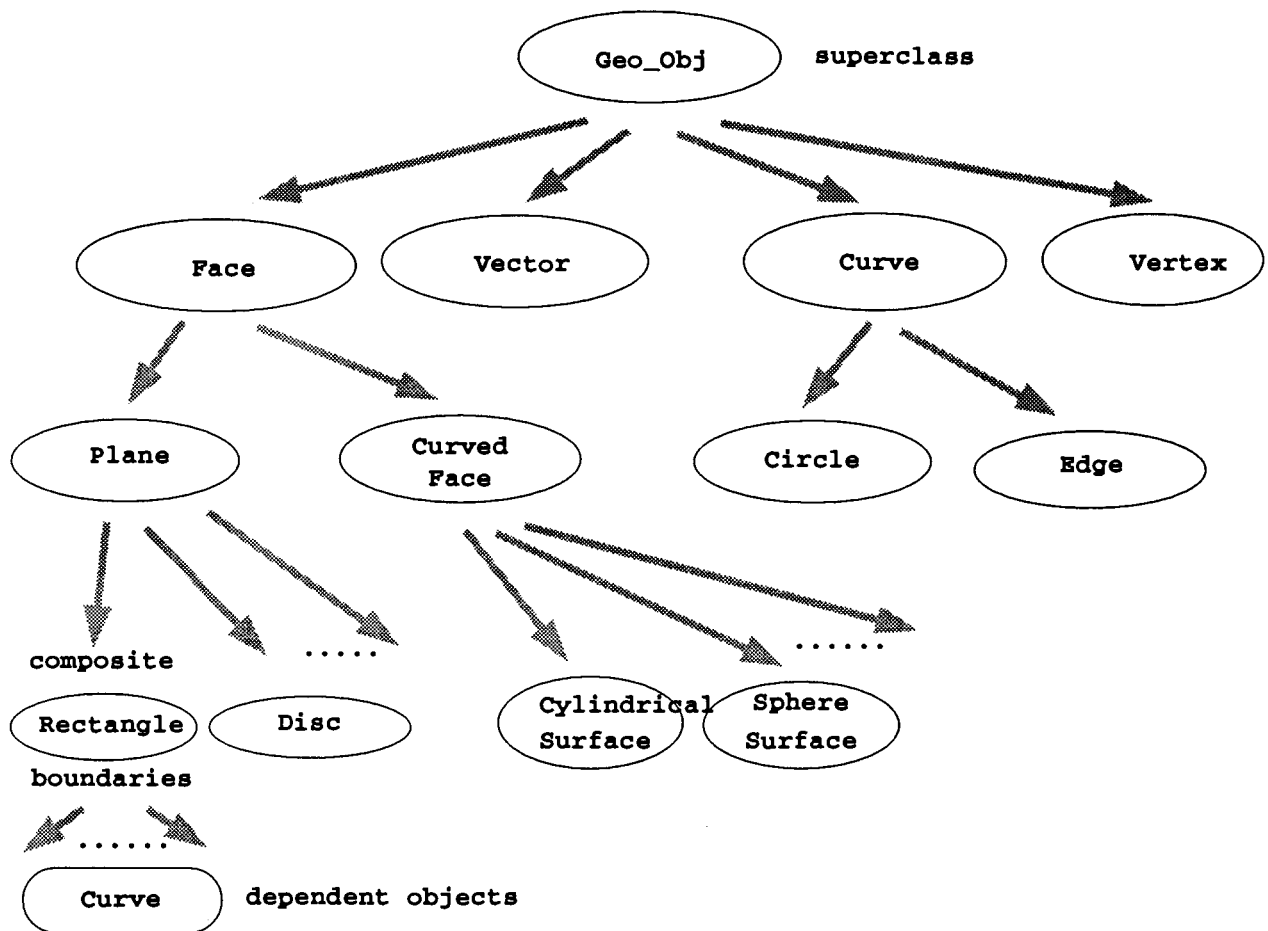 Geo_Obj superclass
Face Vector Curve Vertex
Plane Curved Face Circle Edge
..... ......
composite
Rectangle Disc Cylindrical Surface Sphere Surface
boundaries
......
Curve dependent objects